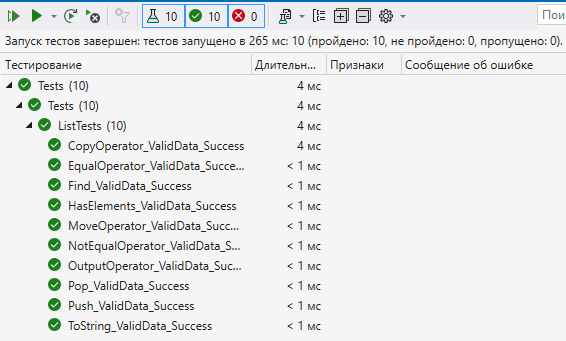 10 10 0 Пои
Запуск тестов завершен: тестов запущено в 265 мс: 10 (пройдено: 10, не пройдено: 0, пропущено: 0).
Тестирование Длительн... Признаки Сообщение об ошибке
Tests (10) 4 мс
Tests (10) 4 мс
ListTests (10) 4 мс
CopyOperator_ValidData_Success 4 мс
EqualOperator_ValidData_Succe... < 1 мс
Find_ValidData_Success < 1 мс
HasElements_ValidData_Success < 1 мс
MoveOperator_ValidData_Succ... < 1 мс
NotEqualOperator_ValidData_S... < 1 мс
OutputOperator_ValidData_Suc... < 1 мс
Pop_ValidData_Success < 1 мс
Push_ValidData_Success < 1 мс
ToString_ValidData_Success < 1 мс